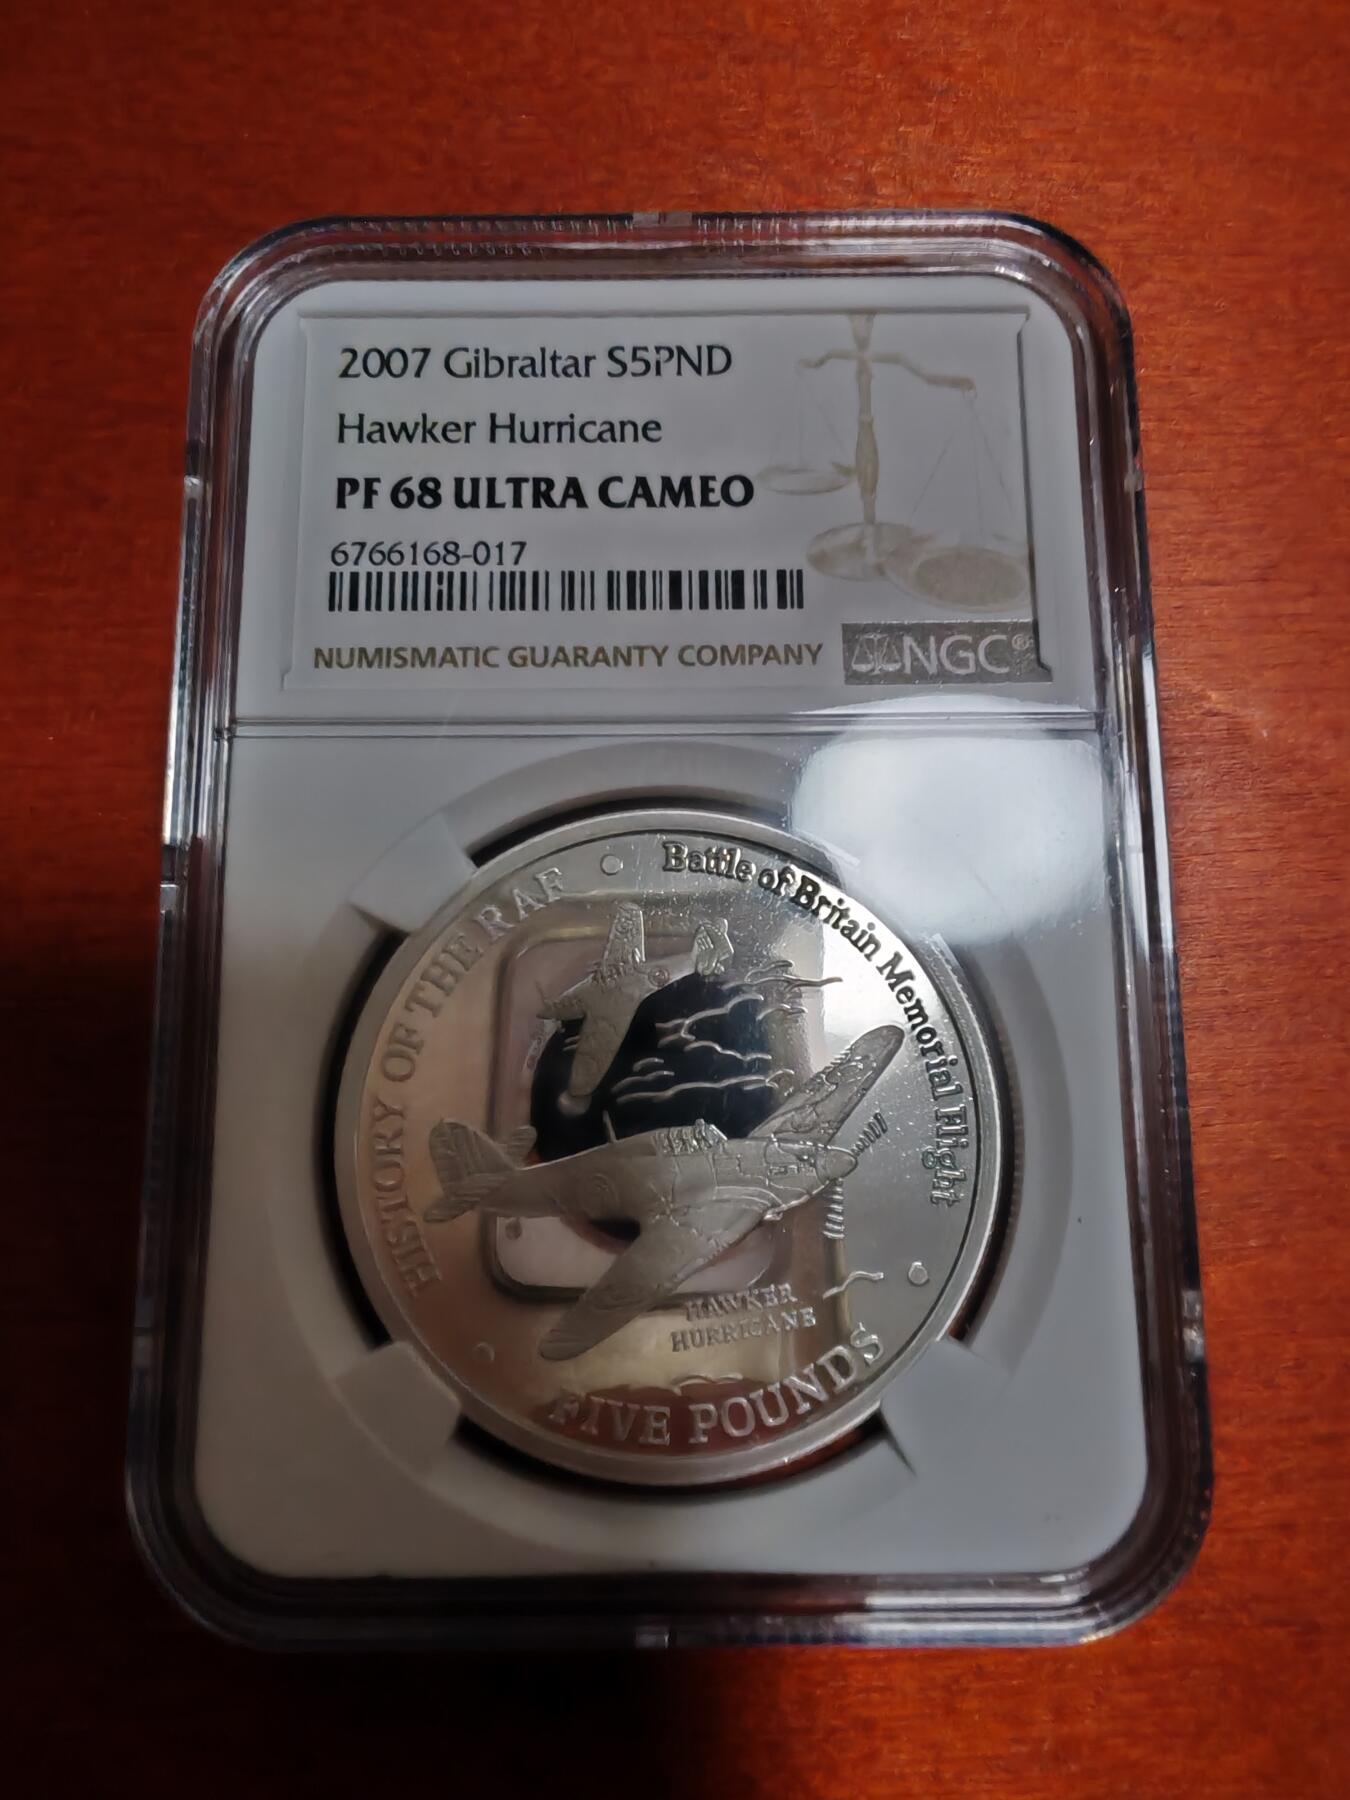 2007 Gibraltar S5PND
Hawker Hurricane
PF 68 ULTRA CAMEO
6766168-017
NUMISMATIC GUARANTY COMPANY
NGC®
HISTORY OF THE RAF
Battle of Britain Memorial Flight
HAWKER
HURRICANE
FIVE POUNDS